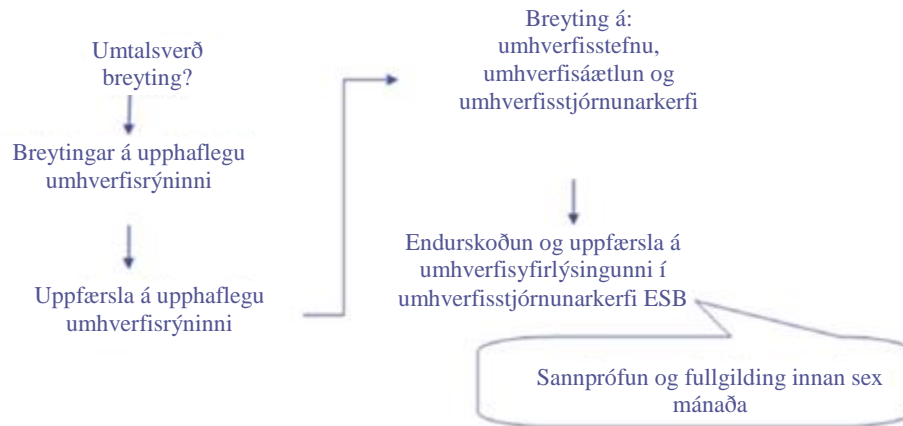 Umtalsverð
breyting?
Breytingar á upphaflegu
umhverfisrýninni
Uppfærsla á upphaflegu
umhverfisrýninni
Breyting á:
umhverfisstefnu,
umhverfisáætlun og
umhverfisstjórnunarkerfi
Endurskoðun og uppfærsla á
umhverfisyfirlýsingunni í
umhverfisstjórnunarkerfi ESB
Sannprófun og fullgilding innan sex
mánaða